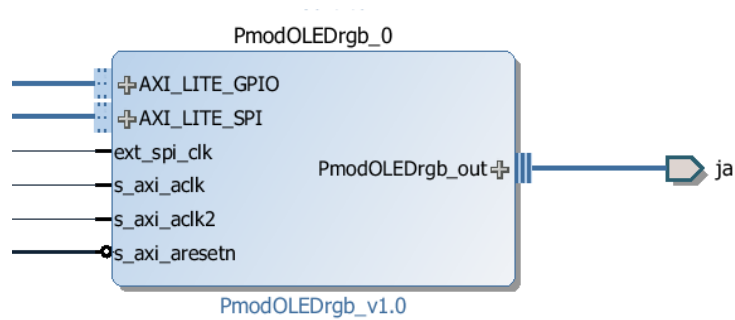 PmodOLEDrgb_0
AXI_LITE_GPIO
AXI_LITE_SPI
ext_spi_clk
s_axi_aclk
s_axi_aclk2
s_axi_aresetn
PmodOLEDrgb_out
ja
PmodOLEDrgb_v1.0